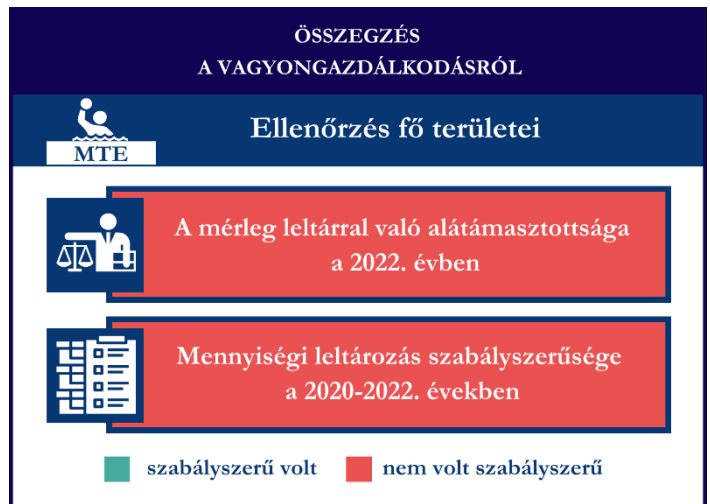 ÖSSZEGZÉS
A VAGYONGAZDÁLKODÁSRÓL
MTE
Ellenőrzés fő területei
A mérleg leltárral való alátámasztottsága
a 2022. évben
Mennyiségi leltározás szabályszerűsége
a 2020-2022. években
szabályszerű volt
nem volt szabályszerű